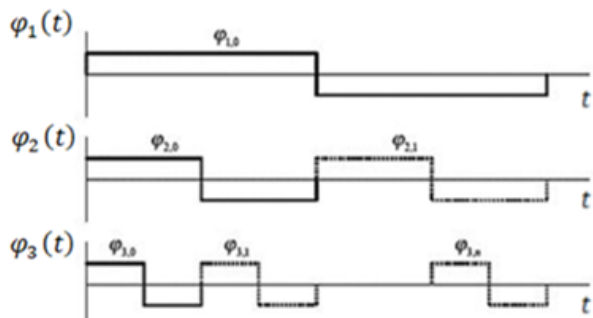 φ₁(t)
φ₁,₀
t
φ₂(t)
φ₂,₀
φ₂,₁
t
φ₃(t)
φ₃,₀
φ₃,₁
φ₃,ₙ
t